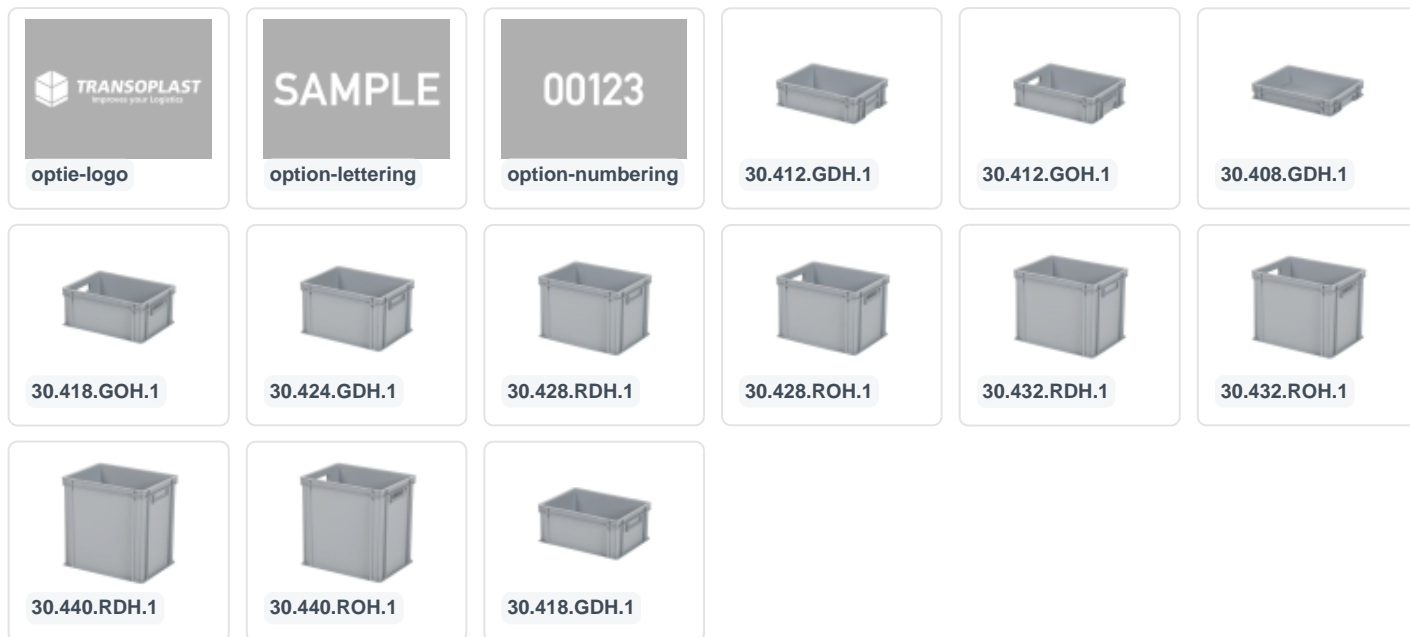 TRANSOPLAST
Improves your Logistics
SAMPLE
00123
optie-logo
option-lettering
option-numbering
30.412.GDH.1
30.412.GOH.1
30.408.GDH.1
30.418.GOH.1
30.424.GDH.1
30.428.RDH.1
30.428.ROH.1
30.432.RDH.1
30.432.ROH.1
30.440.RDH.1
30.440.ROH.1
30.418.GDH.1